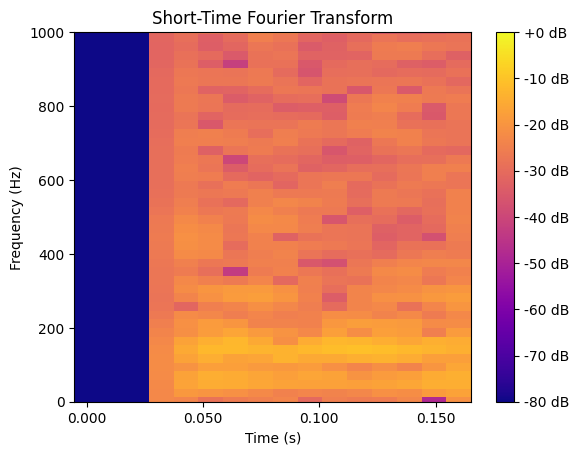 Short-Time Fourier Transform
1000
800
600
400
200
0
Frequency (Hz)
0.000
0.050
0.100
0.150
Time (s)
+0 dB
-10 dB
-20 dB
-30 dB
-40 dB
-50 dB
-60 dB
-70 dB
-80 dB